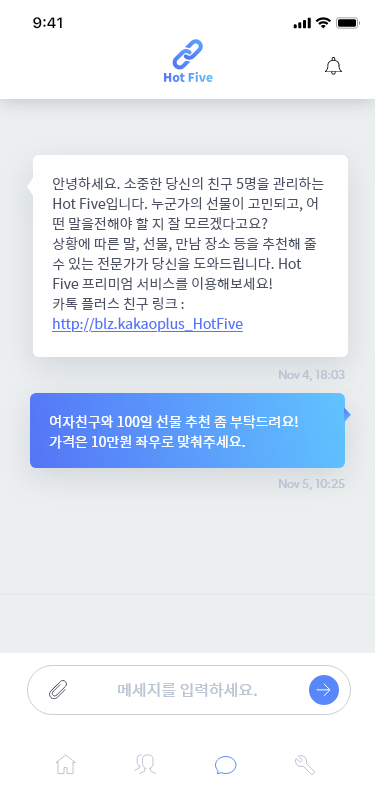 9:41
Hot Five
안녕하세요. 소중한 당신의 친구 5명을 관리하는
Hot Five입니다. 누군가의 선물이 고민되고, 어
떤 말을전해야 할 지 잘 모르겠다고요?
상황에 따른 말, 선물, 만남 장소 등을 추천해 줄
수 있는 전문가가 당신을 도와드립니다. Hot
Five 프리미엄 서비스를 이용해보세요!
카톡 플러스 친구 링크 :
http://blz.kakaoplus_HotFive
Nov 4, 18:03
여자친구와 100일 선물 추천 좀 부탁드려요!
가격은 10만원 좌우로 맞춰주세요.
Nov 5, 10:25
메세지를 입력하세요.